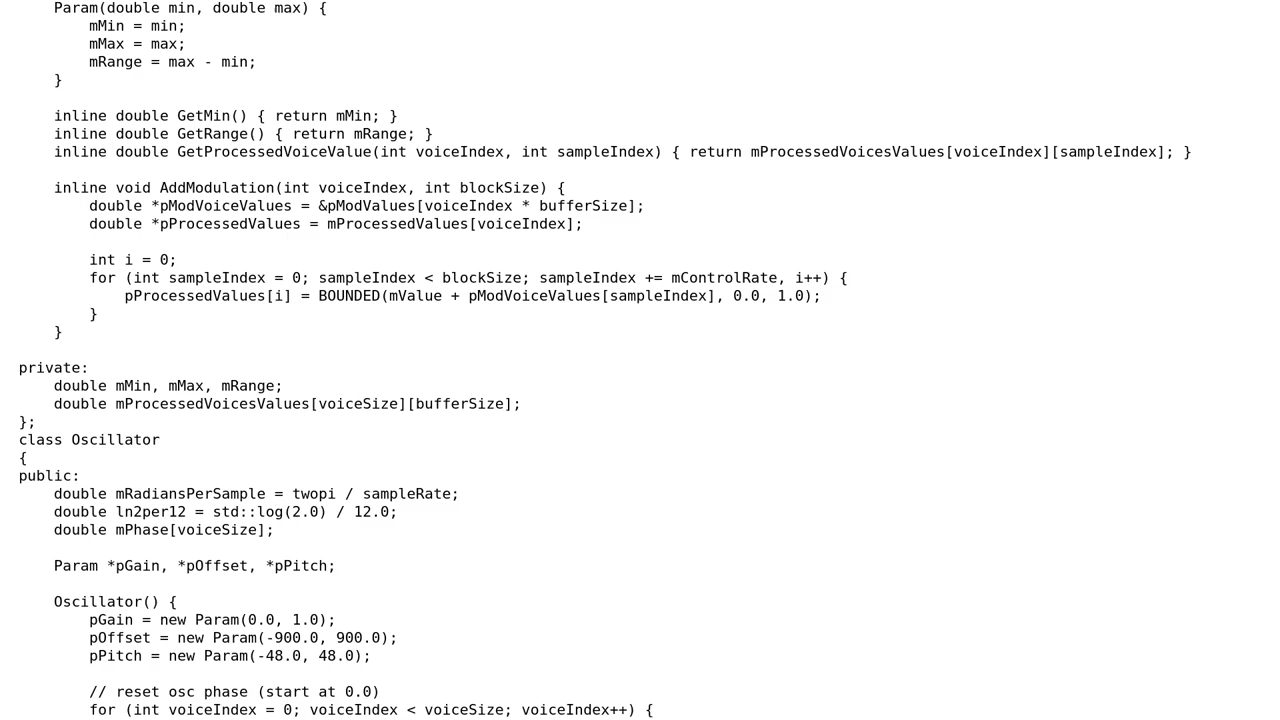 Param(double min, double max) {
        mMin = min;
        mMax = max;
        mRange = max - min;
    }

    inline double GetMin() { return mMin; }
    inline double GetRange() { return mRange; }
    inline double GetProcessedVoiceValue(int voiceIndex, int sampleIndex) { return mProcessedVoicesValues[voiceIndex][sampleIndex]; }

    inline void AddModulation(int voiceIndex, int blockSize) {
        double *pModVoiceValues = &pModValues[voiceIndex * bufferSize];
        double *pProcessedValues = mProcessedValues[voiceIndex];

        int i = 0;
        for (int sampleIndex = 0; sampleIndex < blockSize; sampleIndex += mControlRate, i++) {
            pProcessedValues[i] = BOUNDED(mValue + pModVoiceValues[sampleIndex], 0.0, 1.0);
        }
    }

private:
    double mMin, mMax, mRange;
    double mProcessedVoicesValues[voiceSize][bufferSize];
};
class Oscillator
{
public:
    double mRadiansPerSample = twopi / sampleRate;
    double ln2per12 = std::log(2.0) / 12.0;
    double mPhase[voiceSize];

    Param *pGain, *pOffset, *pPitch;

    Oscillator() {
        pGain = new Param(0.0, 1.0);
        pOffset = new Param(-900.0, 900.0);
        pPitch = new Param(-48.0, 48.0);

        // reset osc phase (start at 0.0)
        for (int voiceIndex = 0; voiceIndex < voiceSize; voiceIndex++) {